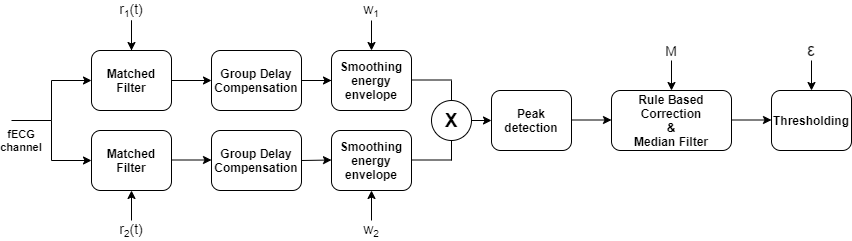 r1(t)
w1
Matched
Filter
Group Delay
Compensation
Smoothing
energy
envelope
fECG
channel
X
Peak
detection
M
Rule Based
Correction
&
Median Filter
ε
Thresholding
Matched
Filter
Group Delay
Compensation
Smoothing
energy
envelope
r2(t)
w2